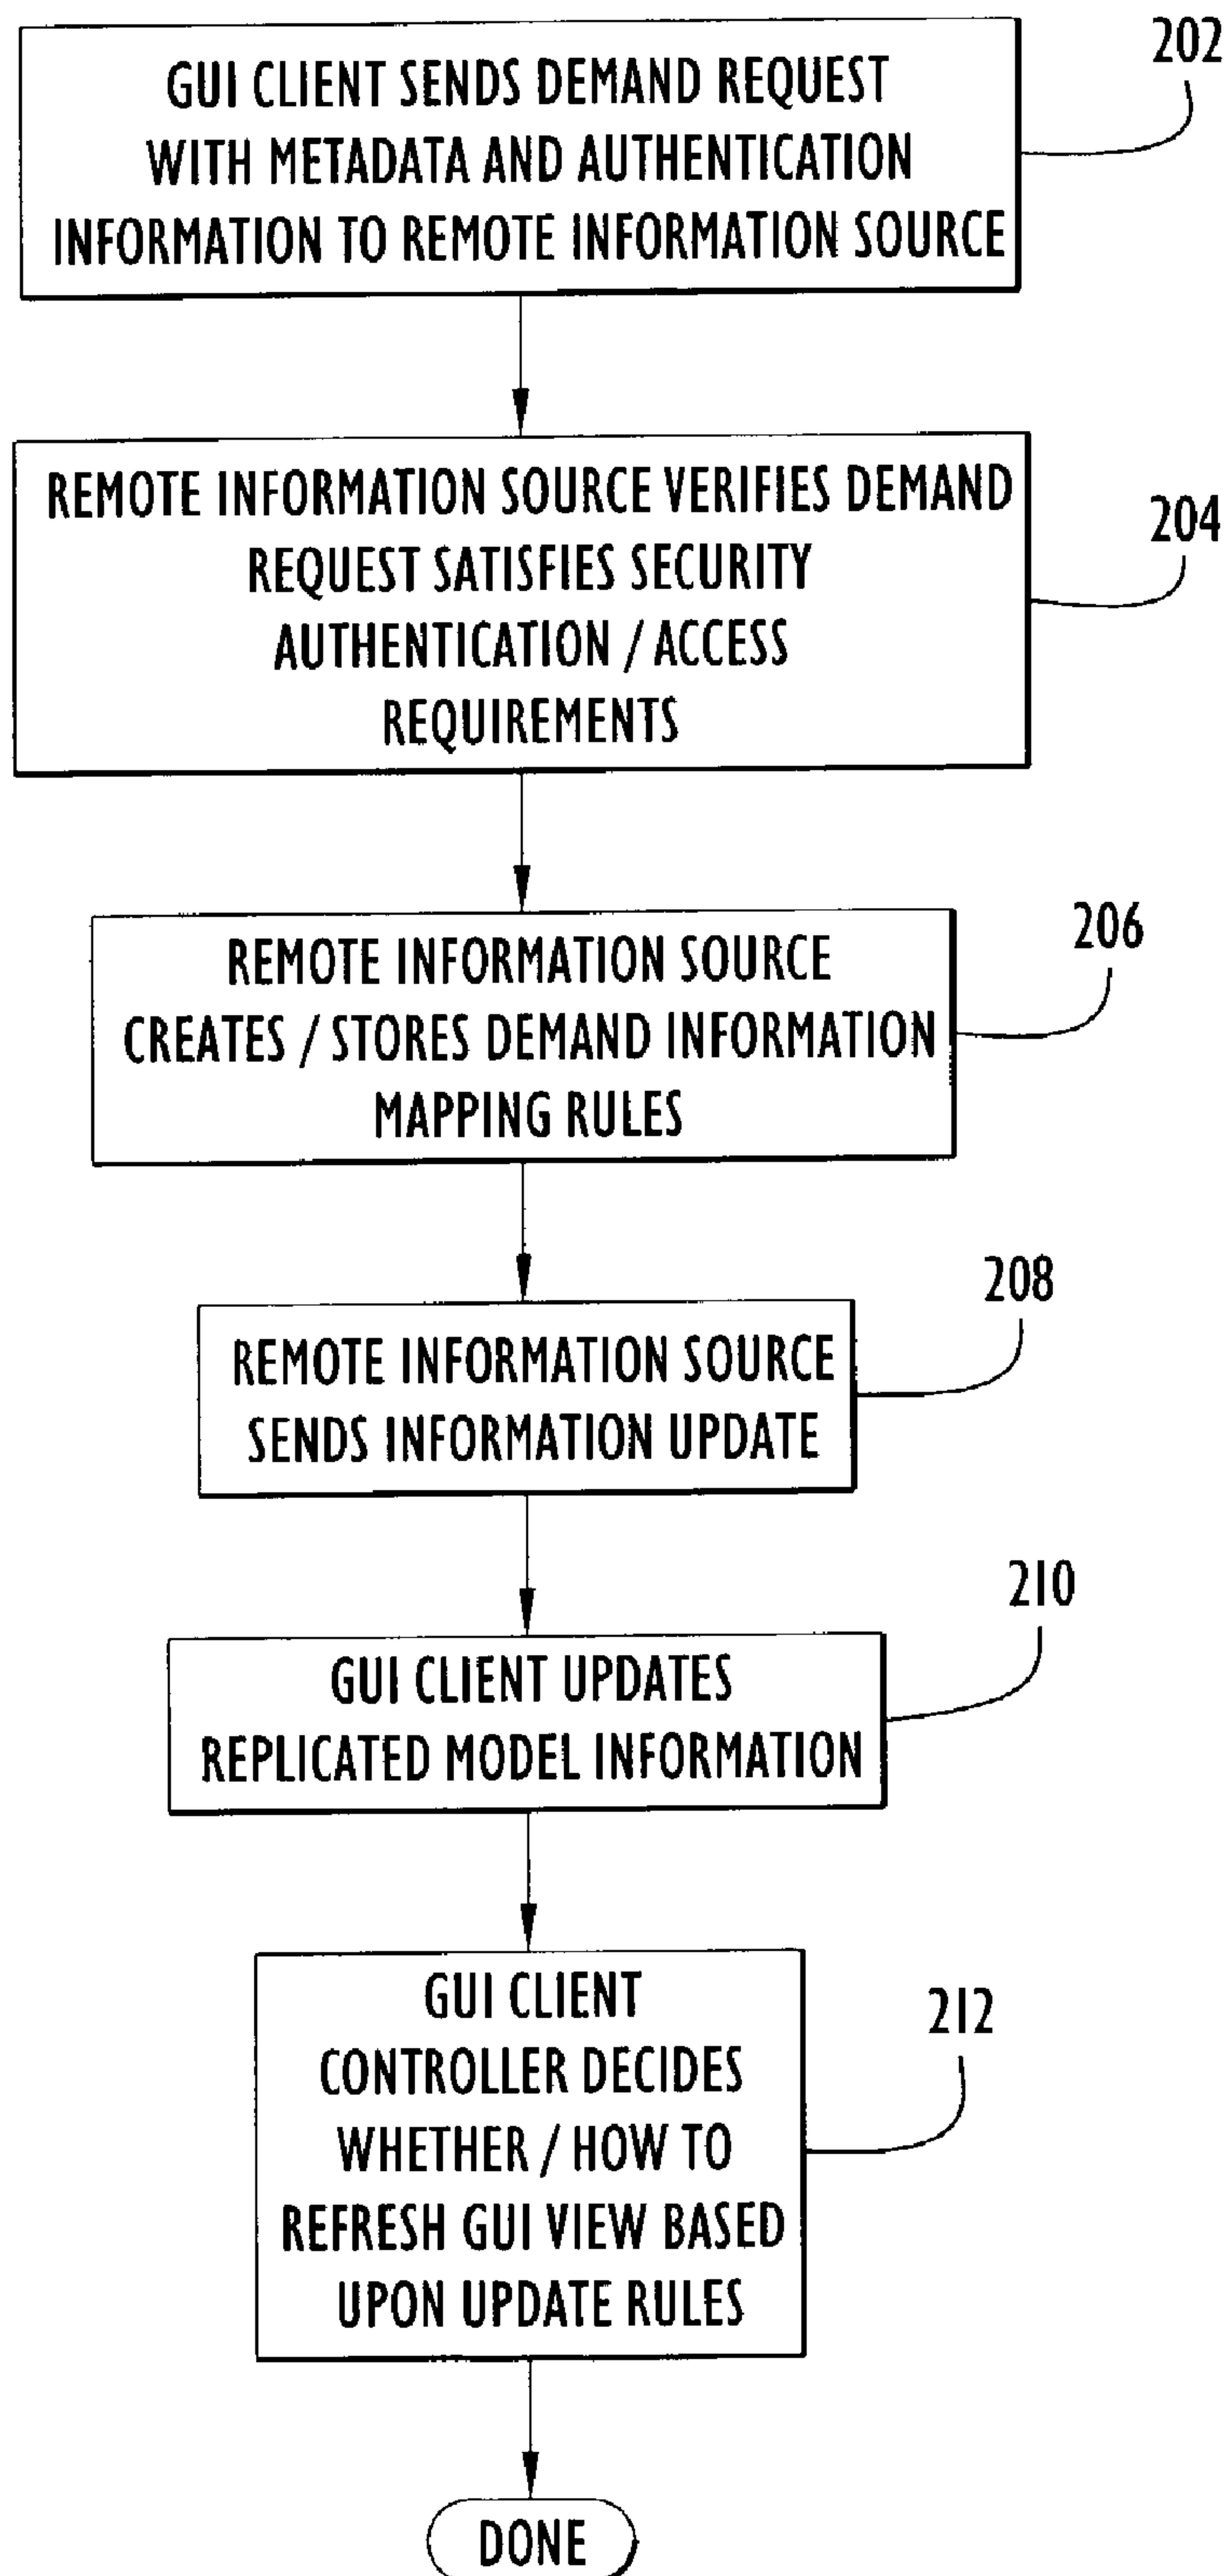 202
GUI CLIENT SENDS DEMAND REQUEST
WITH METADATA AND AUTHENTICATION
INFORMATION TO REMOTE INFORMATION SOURCE
204
REMOTE INFORMATION SOURCE VERIFIES DEMAND
REQUEST SATISFIES SECURITY
AUTHENTICATION / ACCESS
REQUIREMENTS
206
REMOTE INFORMATION SOURCE
CREATES / STORES DEMAND INFORMATION
MAPPING RULES
208
REMOTE INFORMATION SOURCE
SENDS INFORMATION UPDATE
210
GUI CLIENT UPDATES
REPLICATED MODEL INFORMATION
212
GUI CLIENT
CONTROLLER DECIDES
WHETHER / HOW TO
REFRESH GUI VIEW BASED
UPON UPDATE RULES
DONE